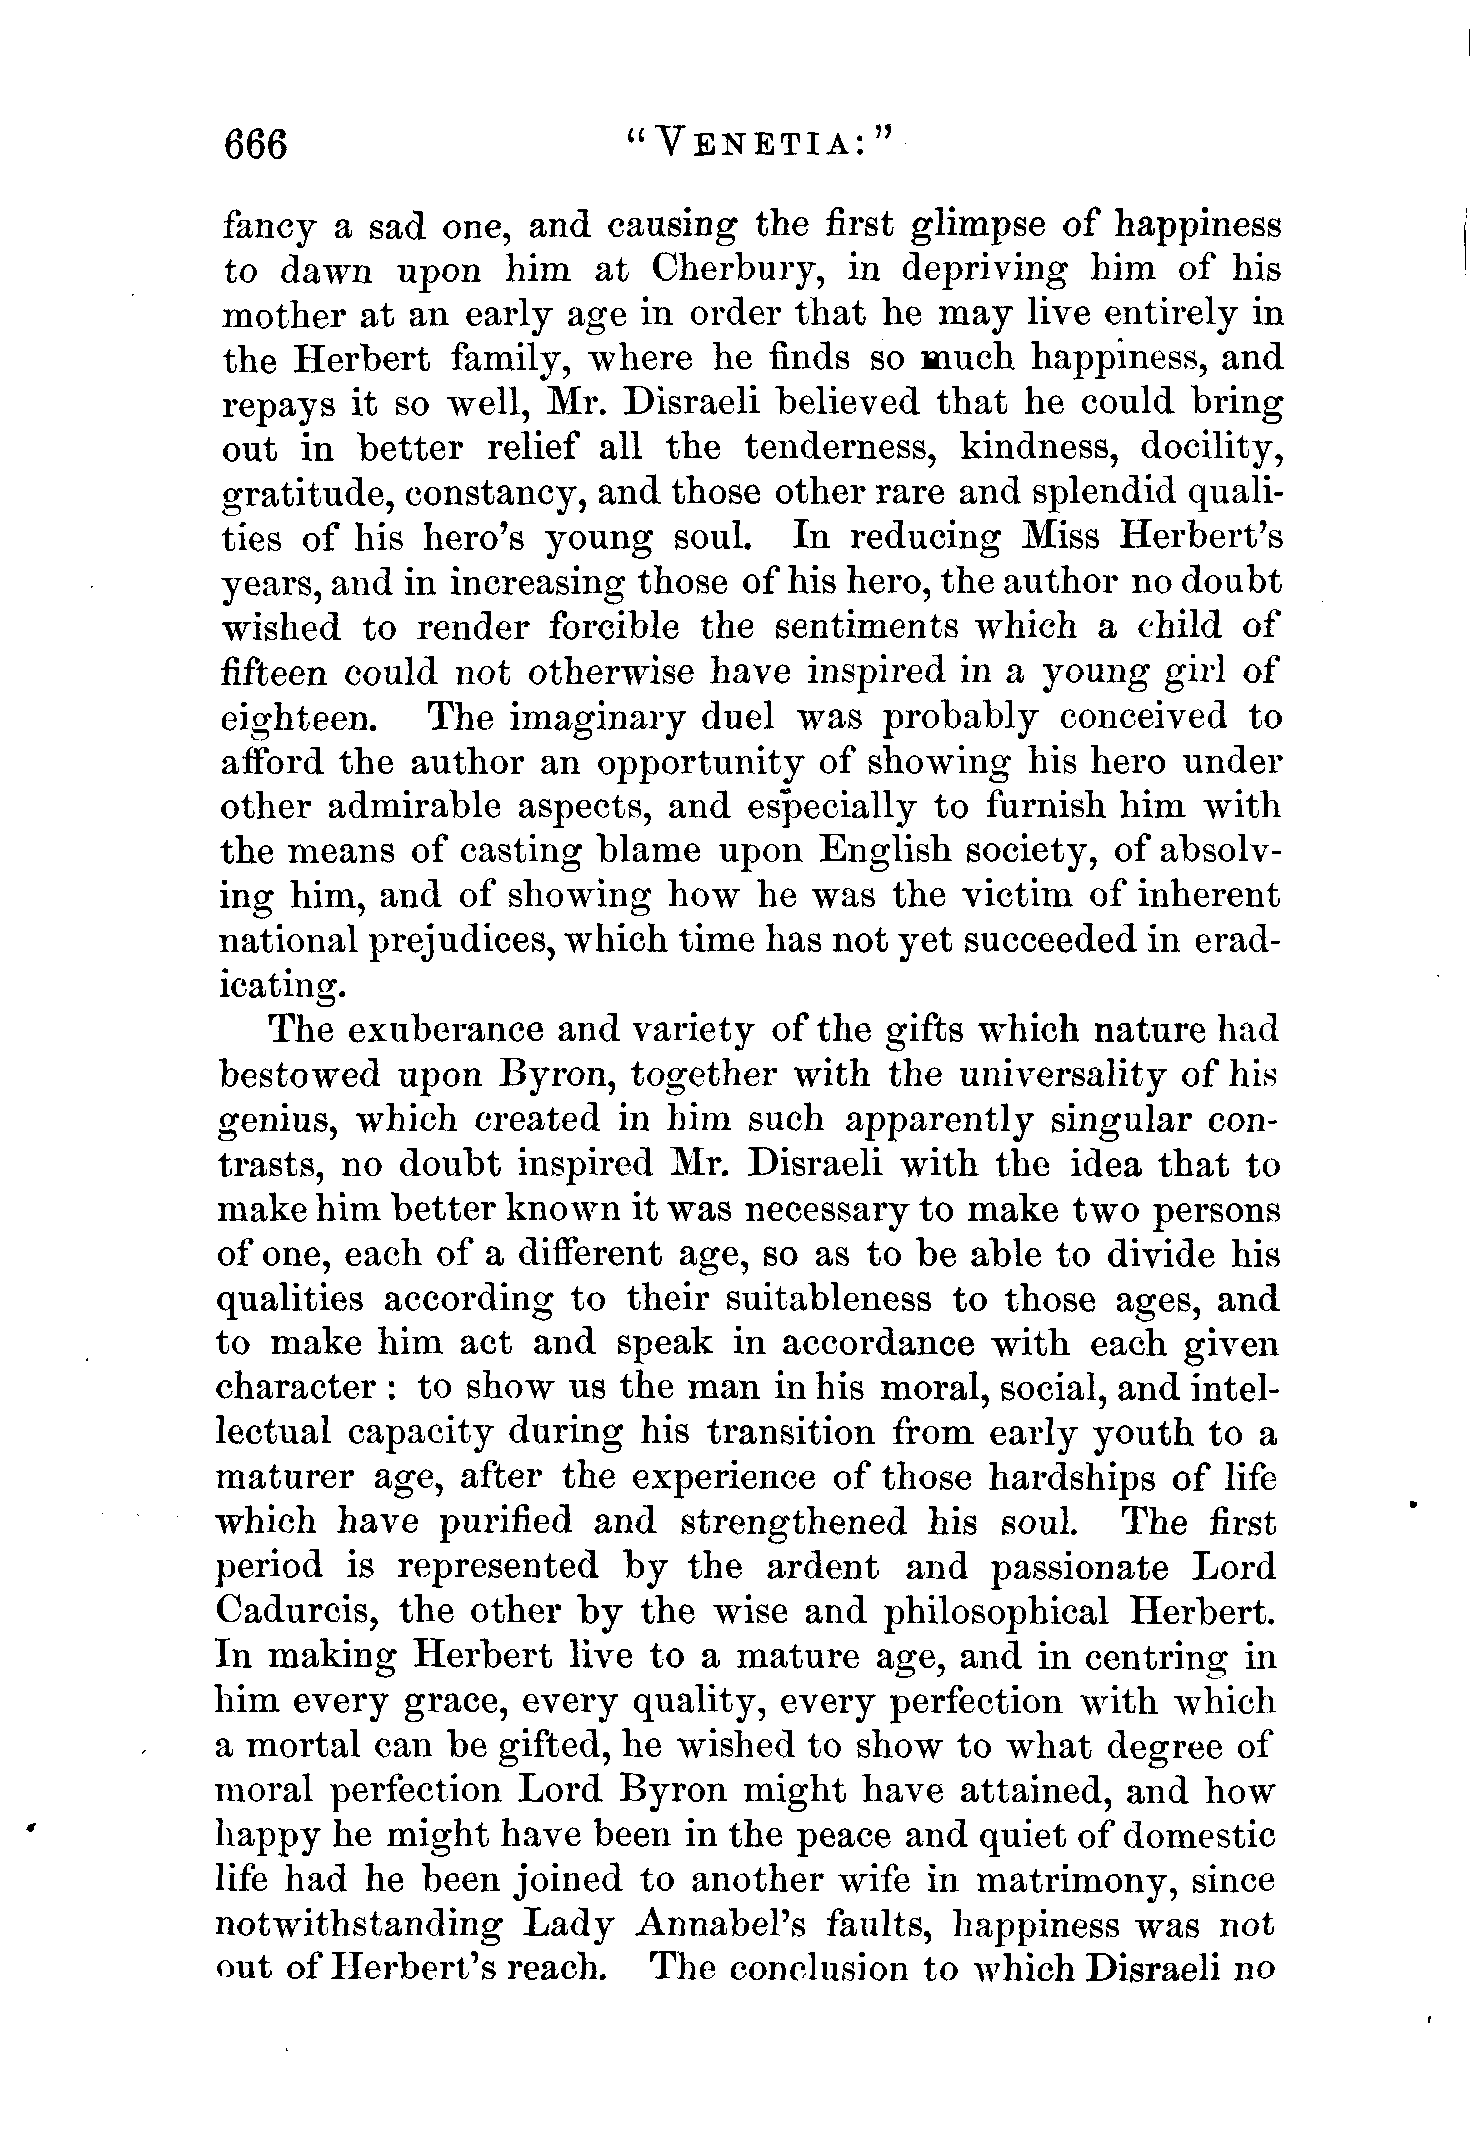 666 "VENETIA:"
fancy a sad one, and causing the first glimpse of happiness
to dawn upon him at Cherbury, in depriving him of his
mother at an early age in order that he may live entirely in
the Herbert family, where he finds so much happiness, and
repays it so well, Mr. Disraeli believed that he could bring
out in better relief all the tenderness, kindness, docility,
gratitude, constancy, and those other rare and splendid quali-
ties of his hero's young soul. In reducing Miss Herbert's
years, and in increasing those of his hero, the author no doubt
wished to render forcible the sentiments which a child of
fifteen could not otherwise have inspired in a young girl of
eighteen. The imaginary duel was probably conceived to
afford the author an opportunity of showing his hero under
other admirable aspects, and especially to furnish him with
the means of casting blame upon English society, of absolv-
ing him, and of showing how he was the victim of inherent
national prejudices, which time has not yet succeeded in erad-
icating.
The exuberance and variety of the gifts which nature had
bestowed upon Byron, together with the universality of his
genius, which created in him such apparently singular con-
trasts, no doubt inspired Mr. Disraeli with the idea that to
make him better known it was necessary to make two persons
of one, each of a different age, so as to be able to divide his
qualities according to their suitableness to those ages, and
to make him act and speak in accordance with each given
character : to show us the man in his moral, social, and intel-
lectual capacity during his transition from early youth to a
maturer age, after the experience of those hardships of life
which have purified and strengthened his soul. The first
period is represented by the ardent and passionate Lord
Cadurcis, the other by the wise and philosophical Herbert.
In making Herbert live to a mature age, and in centring in
him every grace, every quality, every perfection with which
a mortal can be gifted, he wished to show to what degree of
moral perfection Lord Byron might have attained, and how
happy he might have been in the peace and quiet of domestic
life had he been joined to another wife in matrimony, since
notwithstanding Lady Annabel's faults, happiness was not
out of Herbert's reach. The conclusion to which Disraeli no